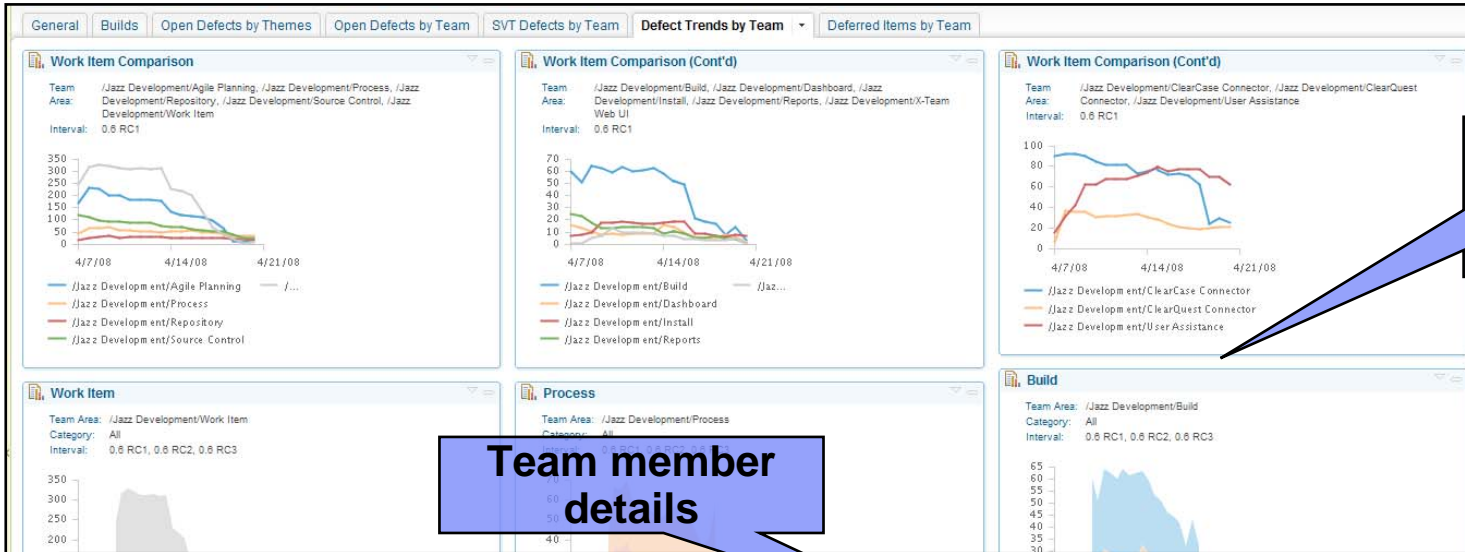 General Builds Open Defects by Themes Open Defects by Team SVT Defects by Team Defect Trends by Team Deferred Items by Team
Work Item Comparison
Team Area: /Jazz Development/Agile Planning, /Jazz Development/Process, /Jazz
Development/Repository, /Jazz Development/Source Control, /Jazz
Development/Work Item
Interval: 0.6 RC1
350
300
250
200
150
100
50
0
4/7/08 4/14/08 4/21/08
/Jazz Development/Agile Planning /...
/Jazz Development/Process
/Jazz Development/Repository
/Jazz Development/Source Control
Work Item Comparison (Cont'd)
Team Area: /Jazz Development/Build, /Jazz Development/Dashboard, /Jazz
Development/Install, /Jazz Development/Reports, /Jazz Development/X-Team
Web UI
Interval: 0.6 RC1
70
60
50
40
30
20
10
0
4/7/08 4/14/08 4/21/08
/Jazz Development/Build /Jaz...
/Jazz Development/Dashboard
/Jazz Development/Install
/Jazz Development/Reports
Work Item Comparison (Cont'd)
Team Area: /Jazz Development/ClearCase Connector, /Jazz Development/ClearQuest
Connector, /Jazz Development/User Assistance
Interval: 0.6 RC1
100
80
60
40
20
0
4/7/08 4/14/08 4/21/08
/Jazz Development/ClearCase Connector
/Jazz Development/ClearQuest Connector
/Jazz Development/User Assistance
Work Item
Team Area: /Jazz Development/Work Item
Category: All
Interval: 0.6 RC1, 0.6 RC2, 0.6 RC3
350
300
250
200
Process
Team Area: /Jazz Development/Process
Category: All
Team member
details
40
Build
Team Area: /Jazz Development/Build
Category: All
Interval: 0.6 RC1, 0.6 RC2, 0.6 RC3
65
60
55
50
45
40
35
30